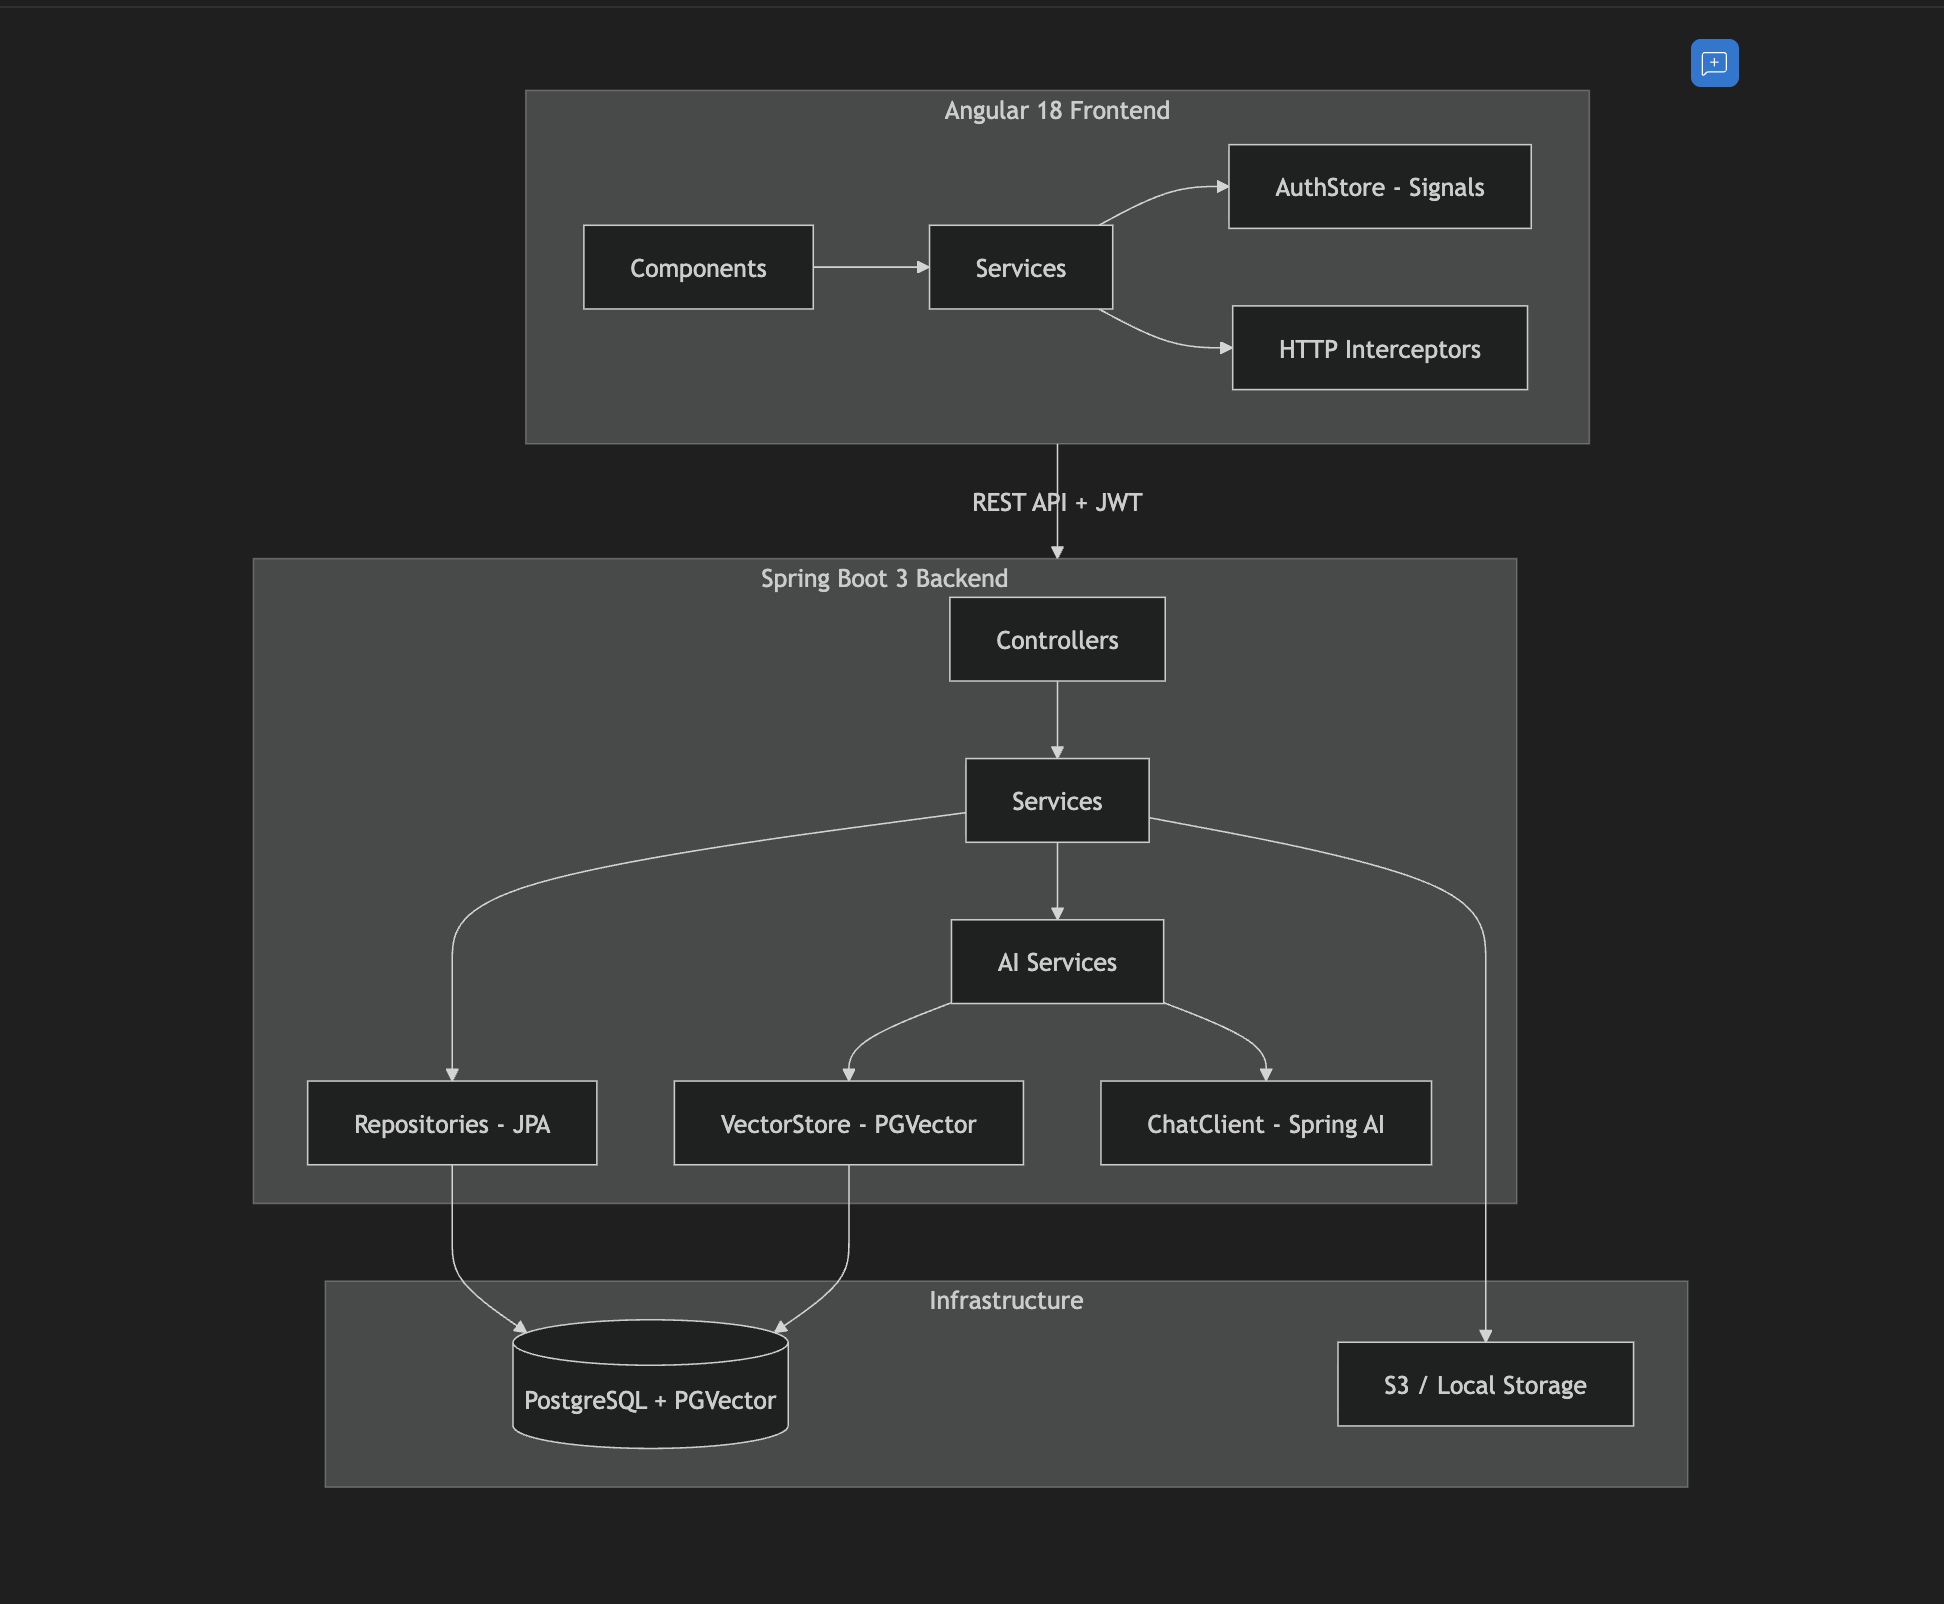 Angular 18 Frontend
AuthStore - Signals
Components
Services
HTTP Interceptors
REST API + JWT
Spring Boot 3 Backend
Controllers
Services
AI Services
Repositories - JPA
VectorStore - PGVector
ChatClient - Spring AI
Infrastructure
PostgreSQL + PGVector
S3 / Local Storage